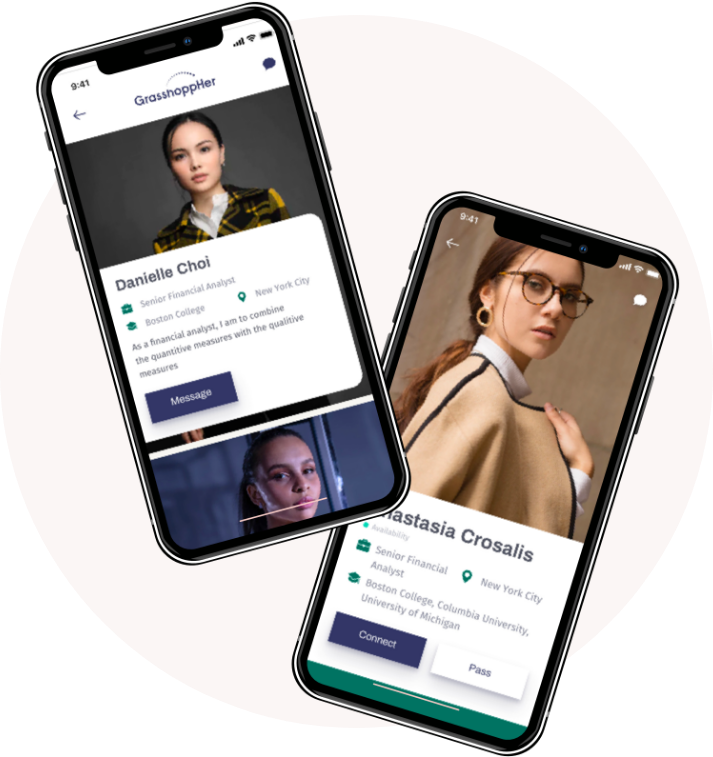 9:41
GrasshoppHer
Danielle Choi
Senior Financial Analyst
Boston College
New York City
As a financial analyst, I am to combine
the quantitive measures with the qualitive
measures
Message
9:41
nastasia Crosalis
Availability
Senior Financial
Analyst
New York City
Boston College, Columbia University,
University of Michigan
Connect
Pass